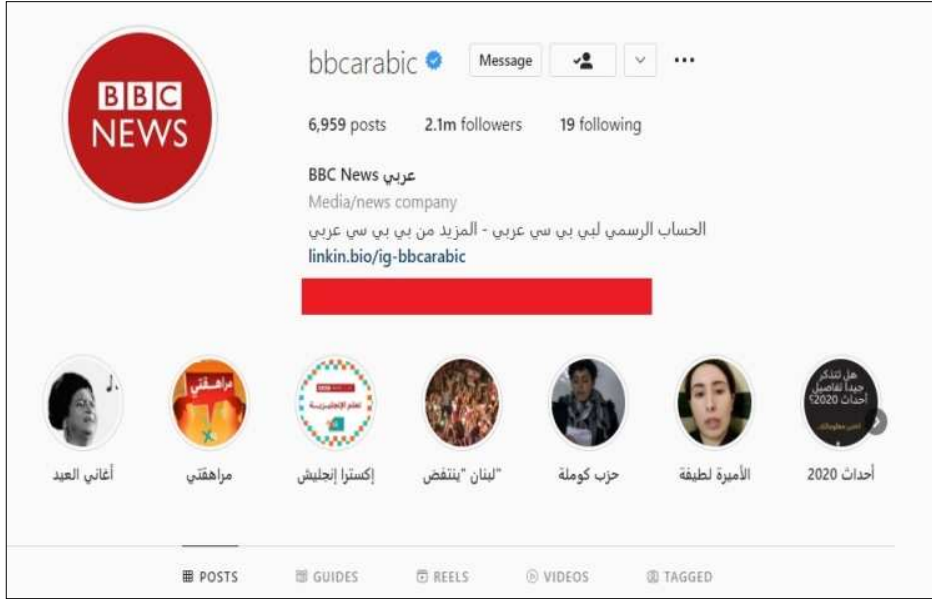 BBC
NEWS
bbcarabic
Message
6,959 posts 2.1m followers 19 following
BBC News عربي
Media/news company
الحساب الرسمي لبي بي سي عربي - المزيد من بي بي سي عربي
linkin.bio/ig-bbcarabic
مراهقتي
تعلم الإنجليزية
هل تتذكر
جيدا تفاصيل
أحداث 2020؟
أغاني العيد
مراهقتي
إكسترا إنجليش
"لبنان "ينتفض
حزب كوملة
الأميرة لطيفة
أحداث 2020
POSTS GUIDES REELS VIDEOS TAGGED